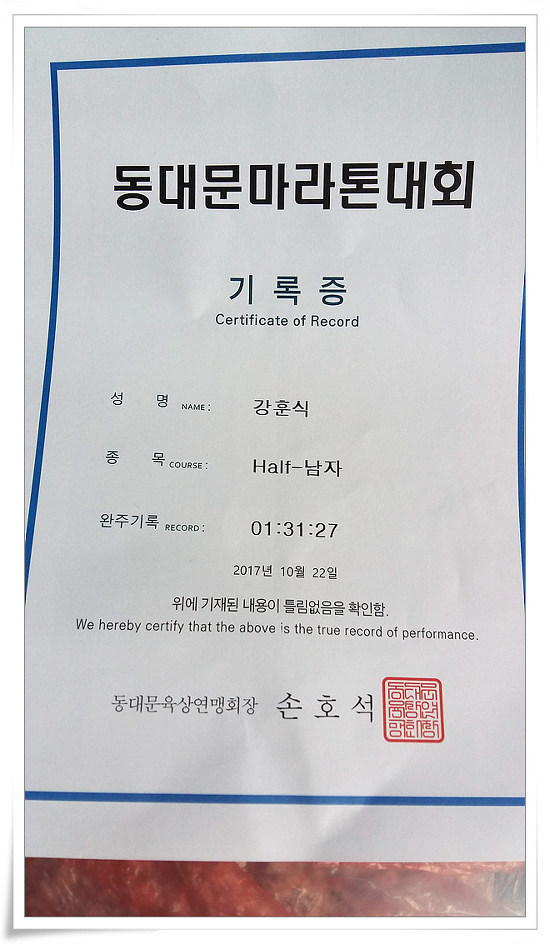 동대문마라톤대회
기록증
Certificate of Record
성 명 NAME : 강훈식
종 목 COURSE : Half-남자
완주기록 RECORD : 01:31:27
2017년 10월 22일
위에 기재된 내용이 틀림없음을 확인함.
We hereby certify that the above is the true record of performance.
동대문육상연맹회장 손호석